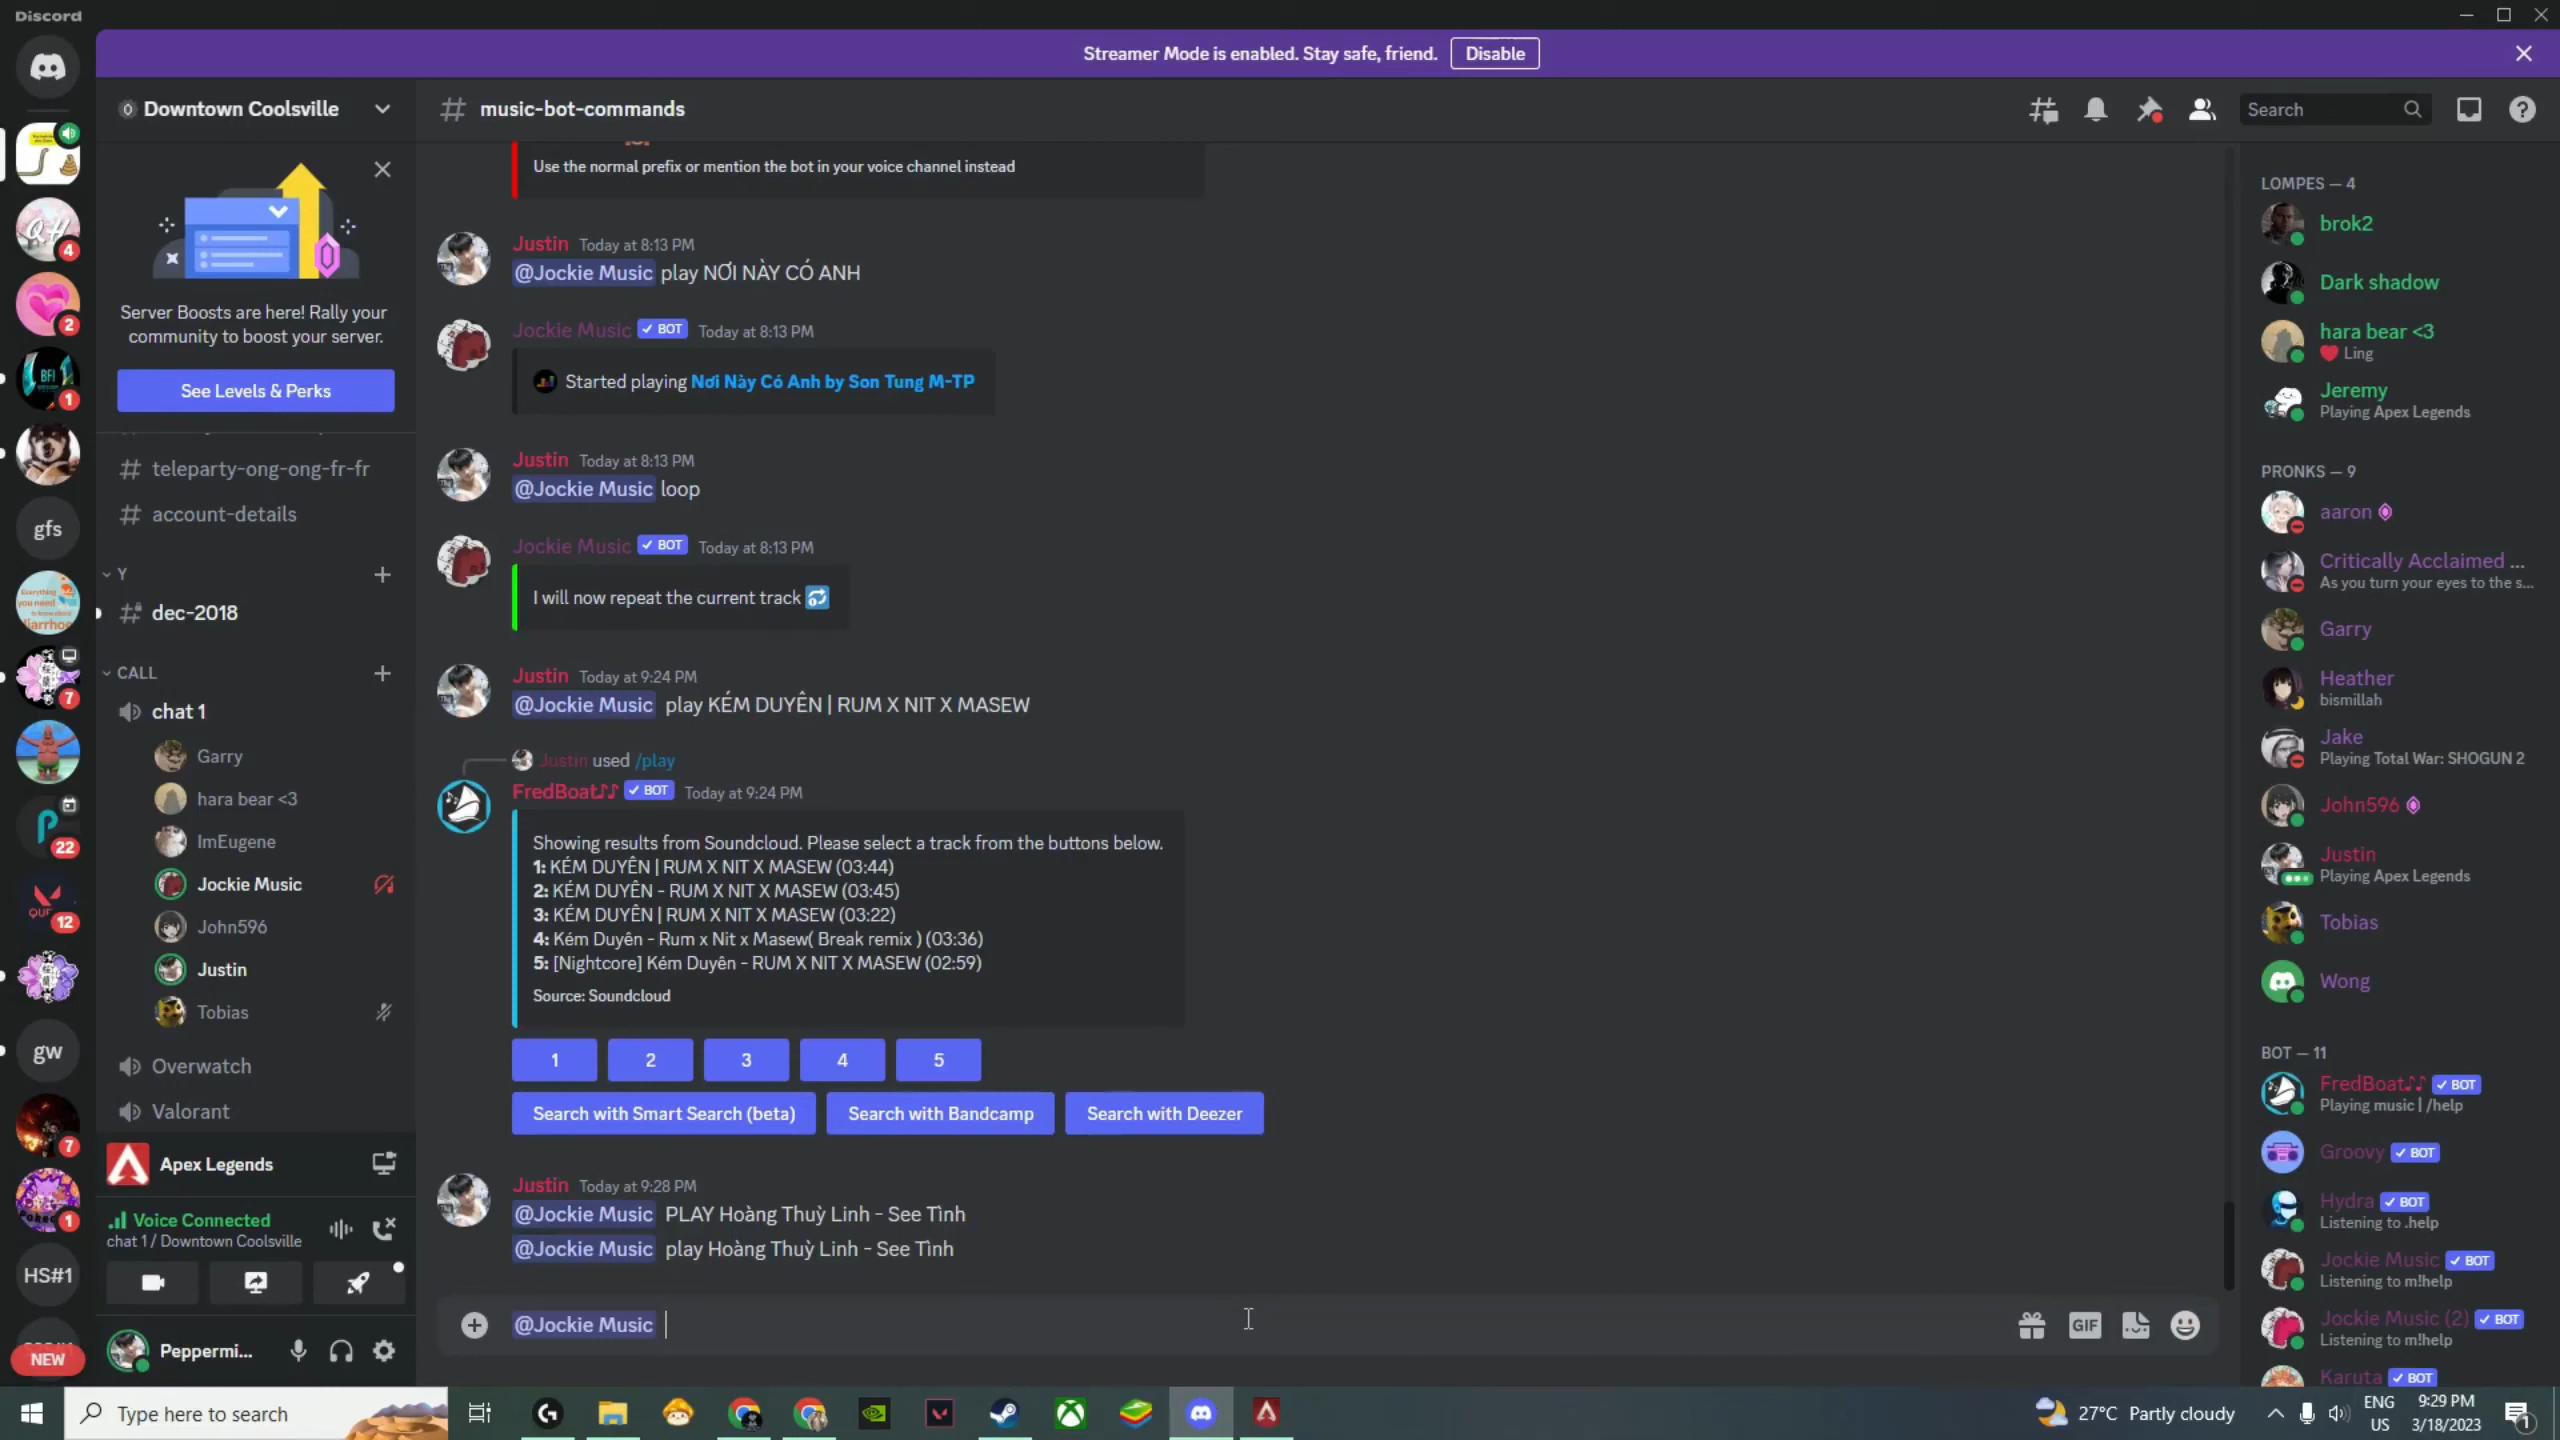 Discord
Streamer Mode is enabled. Stay safe, friend. Disable
Downtown Coolsville
music-bot-commands
Search
Server Boosts are here! Rally your
community to boost your server.
See Levels & Perks
teleparty-ong-ong-fr-fr
account-details
Y
dec-2018
CALL
chat 1
Garry
hara bear <3
ImEugene
Jockie Music
John596
Justin
Tobias
Overwatch
Valorant
Apex Legends
Voice Connected
chat 1 / Downtown Coolsville
Peppermi...
4
2
BFI
1
gfs
Everything
you need
7
22
12
gw
7
1
HS#1
NEW
Use the normal prefix or mention the bot in your voice channel instead
Justin Today at 8:13 PM
@Jockie Music play NƠI NÀY CÓ ANH
Jockie Music BOT Today at 8:13 PM
Started playing Nơi Này Có Anh by Son Tung M-TP
Justin Today at 8:13 PM
@Jockie Music loop
Jockie Music BOT Today at 8:13 PM
I will now repeat the current track
Justin Today at 9:24 PM
@Jockie Music play KÉM DUYÊN | RUM X NIT X MASEW
Justin used /play
FredBoat♪♪ BOT Today at 9:24 PM
Showing results from Soundcloud. Please select a track from the buttons below.
1: KÉM DUYÊN | RUM X NIT X MASEW (03:44)
2: KÉM DUYÊN - RUM X NIT X MASEW (03:45)
3: KÉM DUYÊN | RUM X NIT X MASEW (03:22)
4: Kém Duyên - Rum x Nit x Masew( Break remix ) (03:36)
5: [Nightcore] Kém Duyên - RUM X NIT X MASEW (02:59)
Source: Soundcloud
1 2 3 4 5
Search with Smart Search (beta) Search with Bandcamp Search with Deezer
Justin Today at 9:28 PM
@Jockie Music PLAY Hoàng Thuỳ Linh - See Tình
@Jockie Music play Hoàng Thuỳ Linh - See Tình
@Jockie Music
GIF
LOMPES — 4
brok2
Dark shadow
hara bear <3
Ling
Jeremy
Playing Apex Legends
PRONKS — 9
aaron
Critically Acclaimed ...
As you turn your eyes to the s...
Garry
Heather
bismillah
Jake
Playing Total War: SHOGUN 2
John596
Justin
Playing Apex Legends
Tobias
Wong
BOT — 11
FredBoat♪♪ BOT
Playing music | /help
Groovy BOT
Hydra BOT
Listening to .help
Jockie Music BOT
Listening to m!help
Jockie Music (2) BOT
Listening to m!help
Karuta BOT
Type here to search
27°C Partly cloudy
ENG
US
9:29 PM
3/18/2023
1